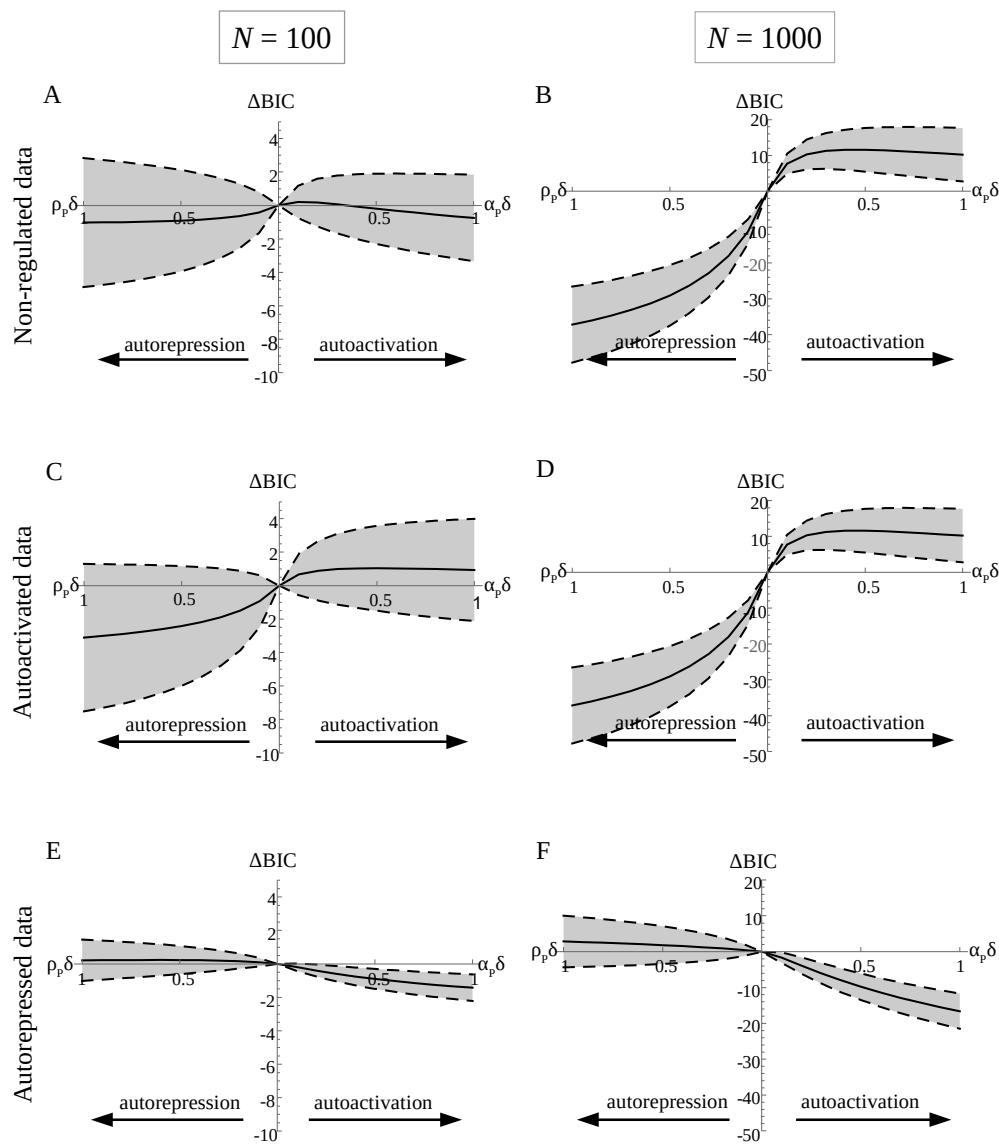 N = 100
N = 1000
Non-regulated data
A
ΔBIC
4
2
-2
-4
-6
-8
-10
ρPδ
1
0.5
0.5
αPδ
1
autorepression
autoactivation
B
ΔBIC
20
10
-10
-20
-30
-40
-50
ρPδ
1
0.5
0.5
αPδ
1
autorepression
autoactivation
Autoactivated data
C
ΔBIC
4
2
-2
-4
-6
-8
-10
ρPδ
1
0.5
0.5
αPδ
1
autorepression
autoactivation
D
ΔBIC
20
10
-10
-20
-30
-40
-50
ρPδ
1
0.5
0.5
αPδ
1
autorepression
autoactivation
Autorepressed data
E
ΔBIC
4
2
-2
-4
-6
-8
-10
ρPδ
1
0.5
0.5
αPδ
1
autorepression
autoactivation
F
ΔBIC
20
10
-10
-20
-30
-40
-50
ρPδ
1
0.5
0.5
αPδ
1
autorepression
autoactivation